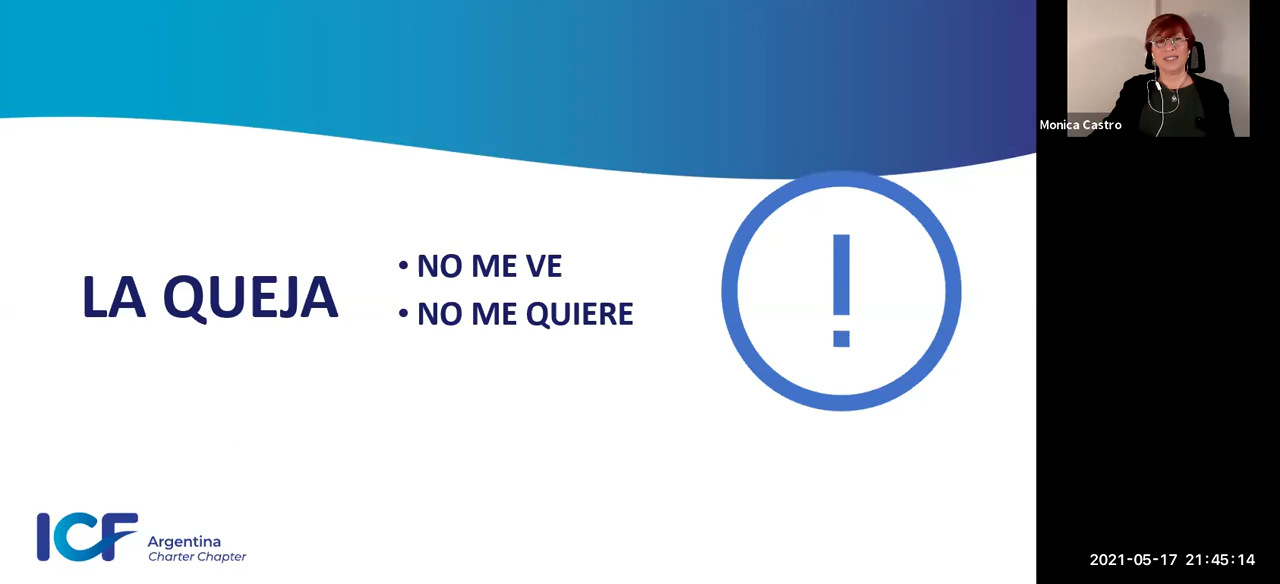 LA QUEJA
• NO ME VE
• NO ME QUIERE
ICF
Argentina
Charter Chapter
Monica Castro
2021-05-17 21:45:14